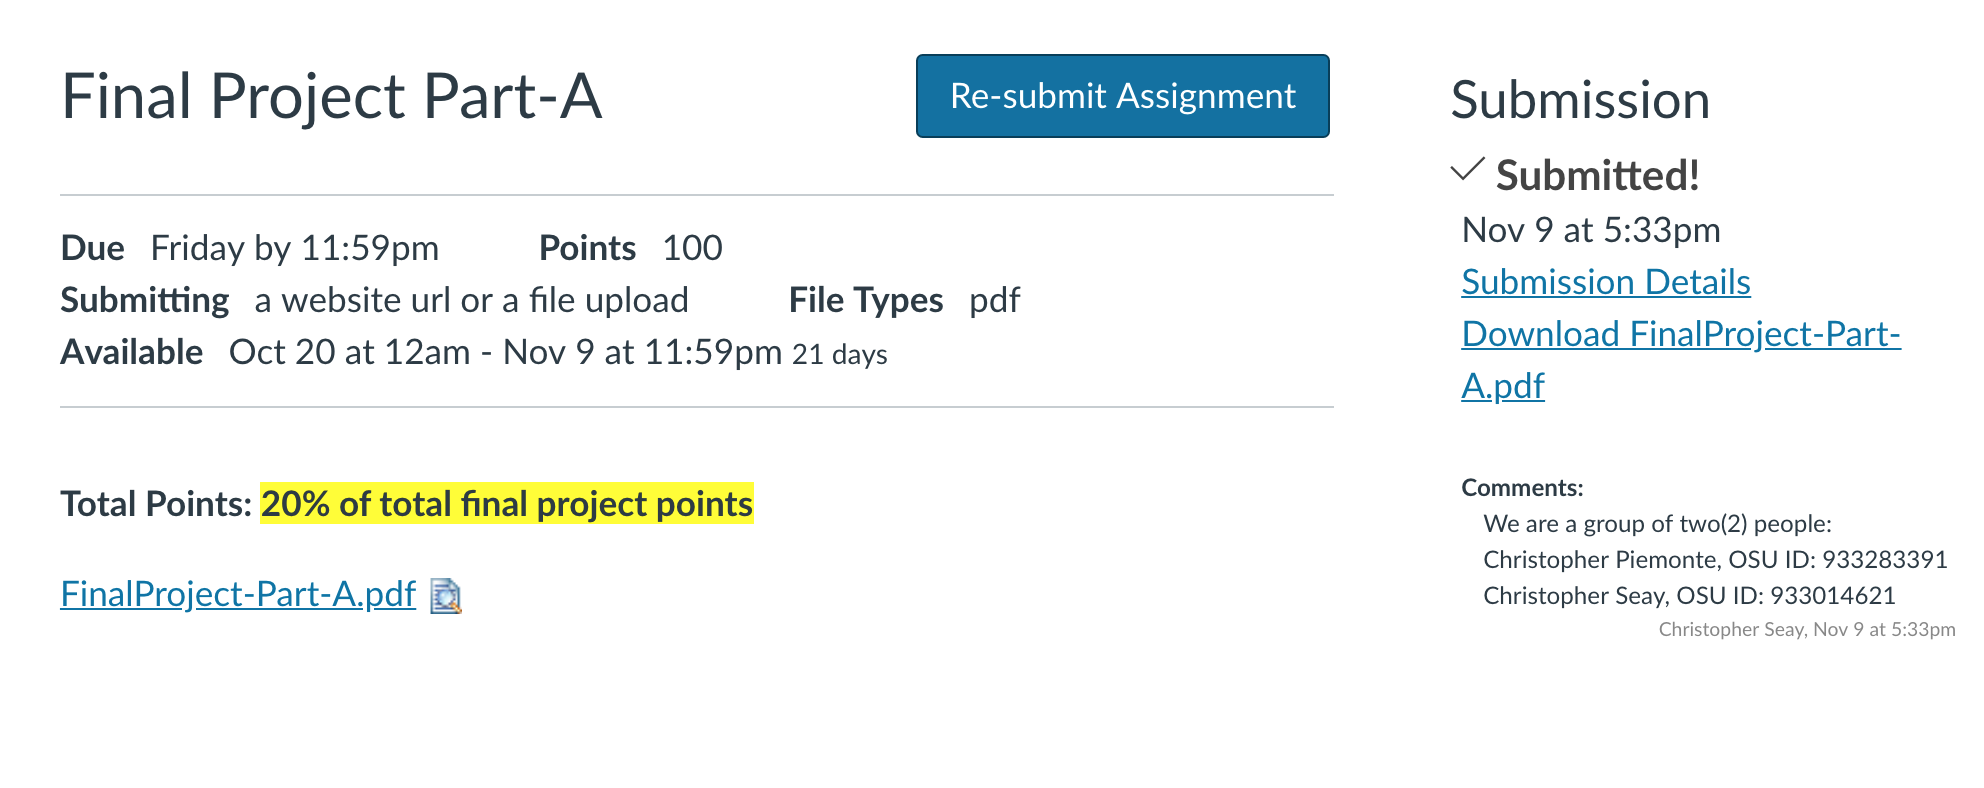 Final Project Part-A
Re-submit Assignment
Due Friday by 11:59pm Points 100
Submitting a website url or a file upload File Types pdf
Available Oct 20 at 12am - Nov 9 at 11:59pm 21 days
Total Points: 20% of total final project points
FinalProject-Part-A.pdf
Submission
Submitted!
Nov 9 at 5:33pm
Submission Details
Download FinalProject-Part-
A.pdf
Comments:
We are a group of two(2) people:
Christopher Piemonte, OSU ID: 933283391
Christopher Seay, OSU ID: 933014621
Christopher Seay, Nov 9 at 5:33pm